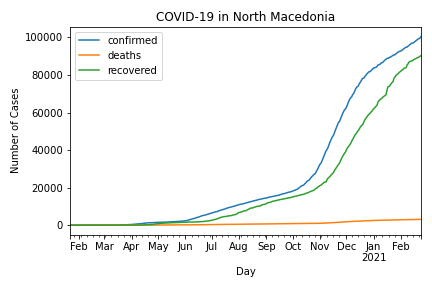 COVID-19 in North Macedonia
confirmed
deaths
recovered
Number of Cases
100000
80000
60000
40000
20000
0
Feb Mar Apr May Jun Jul Aug Sep Oct Nov Dec Jan Feb
2021
Day